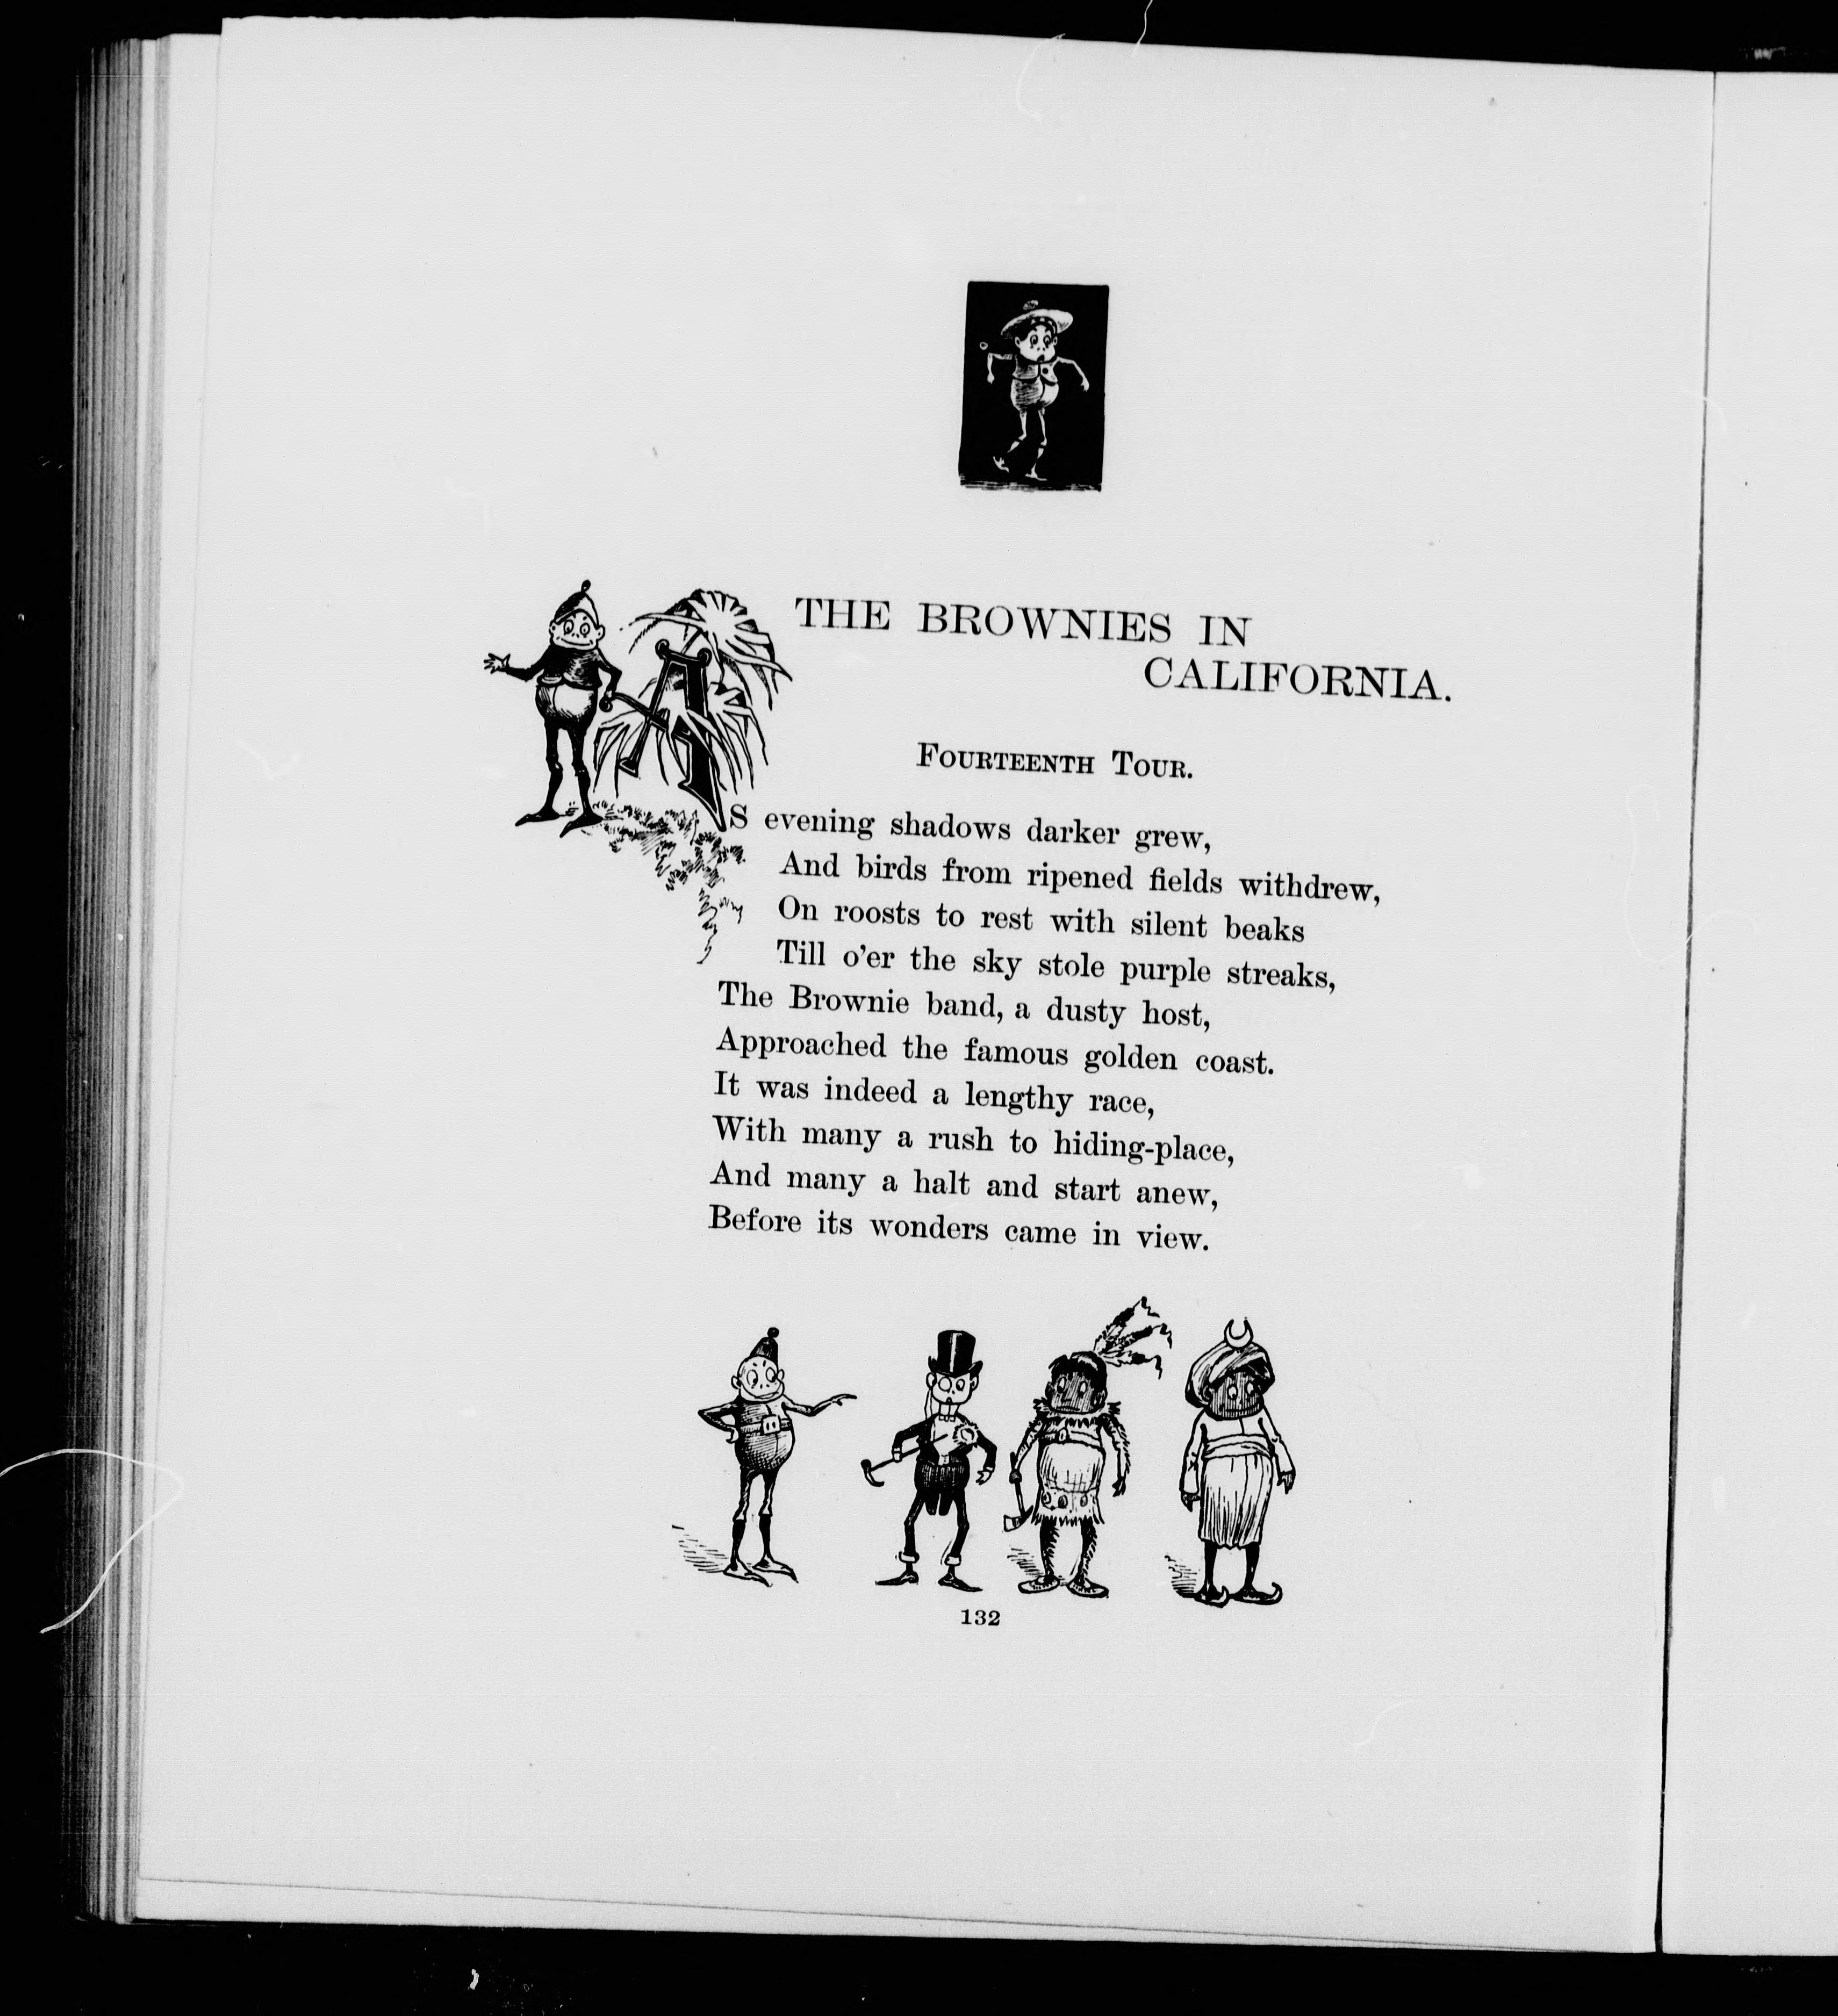 THE BROWNIES IN
CALIFORNIA.
FOURTEENTH TOUR.
AS evening shadows darker grew,
And birds from ripened fields withdrew,
On roosts to rest with silent beaks
Till o'er the sky stole purple streaks,
The Brownie band, a dusty host,
Approached the famous golden coast.
It was indeed a lengthy race,
With many a rush to hiding-place,
And many a halt and start anew,
Before its wonders came in view.
132